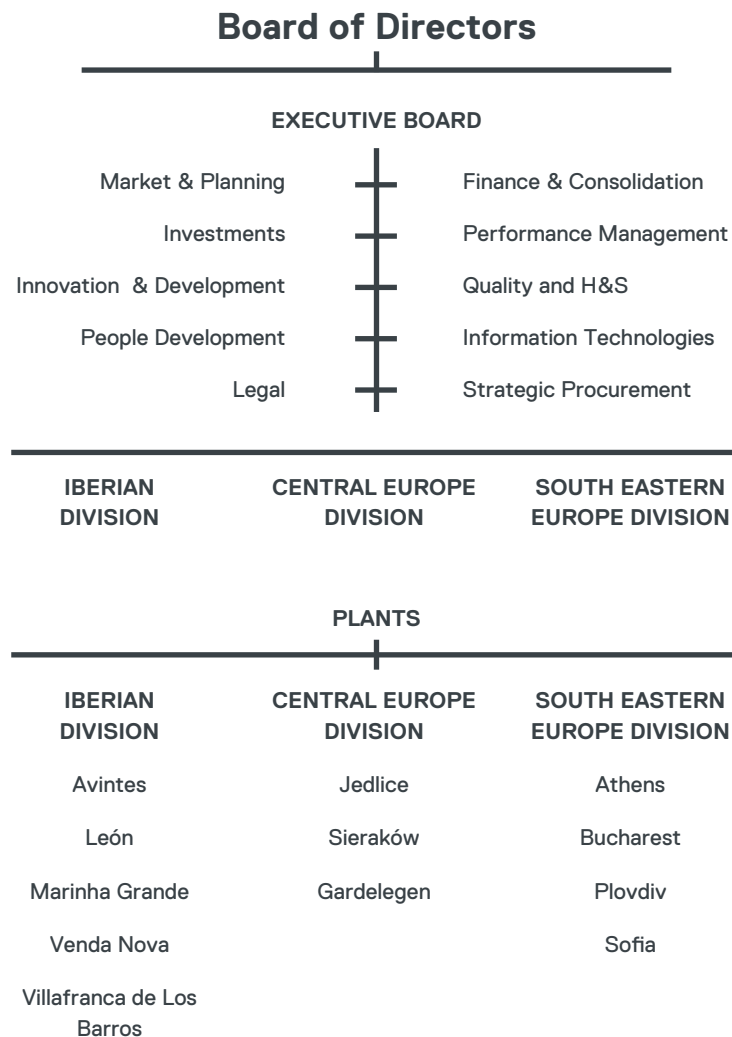 Board of Directors
EXECUTIVE BOARD
Market & Planning
Finance & Consolidation
Investments
Performance Management
Innovation & Development
Quality and H&S
People Development
Information Technologies
Legal
Strategic Procurement
IBERIAN
DIVISION
CENTRAL EUROPE
DIVISION
SOUTH EASTERN
EUROPE DIVISION
PLANTS
IBERIAN
DIVISION
CENTRAL EUROPE
DIVISION
SOUTH EASTERN
EUROPE DIVISION
Avintes
Jedlice
Athens
León
Sieraków
Bucharest
Marinha Grande
Gardelegen
Plovdiv
Venda Nova
Sofia
Villafranca de Los
Barros